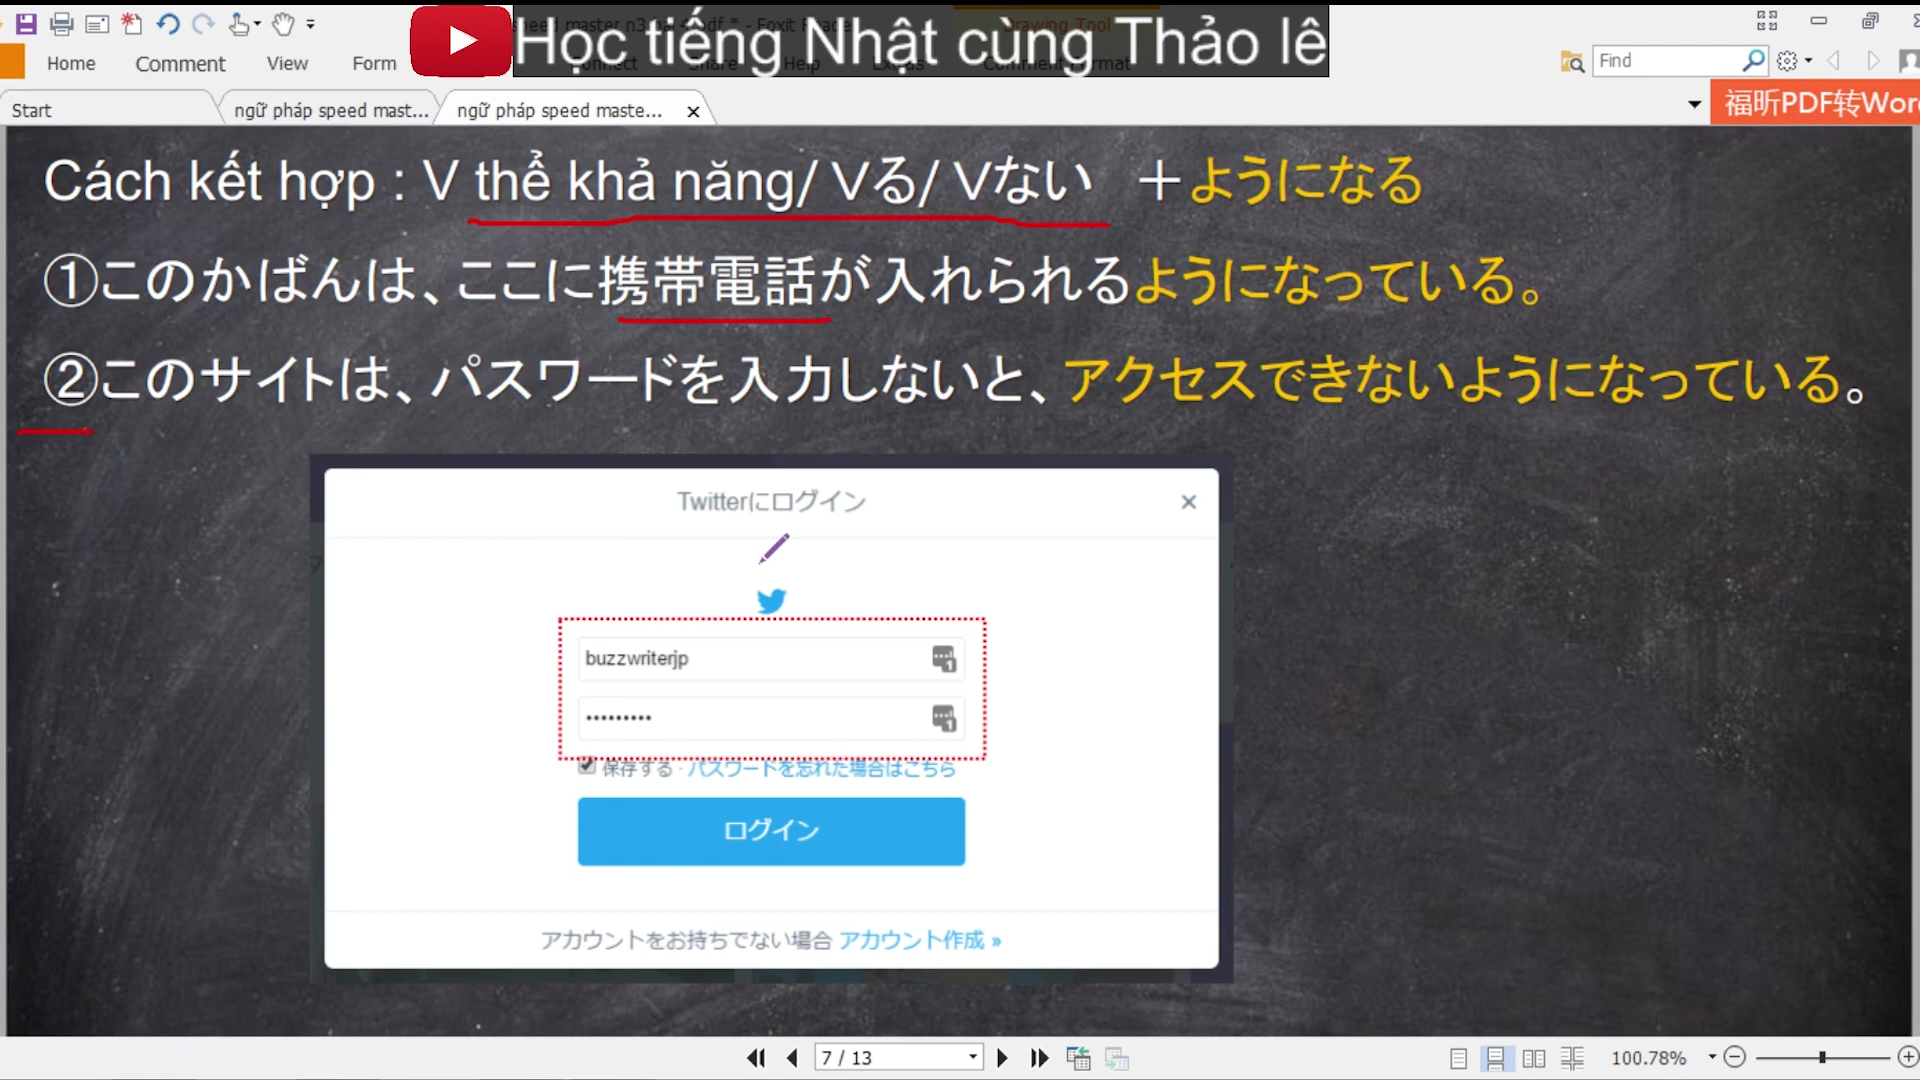 Học tiếng Nhật cùng Thảo lê
Home Comment View Form
Find
Start
ngữ pháp speed mast...
ngữ pháp speed maste...
福昕PDF转Wor
Cách kết hợp : V thể khả năng/ Vる/ Vない +ようになる
①このかばんは、ここに携帯電話が入れられるようになっている。
②このサイトは、パスワードを入力しないと、アクセスできないようになっている。
Twitterにログイン
buzzwriterjp
保存する · パスワードを忘れた場合はこちら
ログイン
アカウントをお持ちでない場合 アカウント作成 »
7 / 13
100.78%